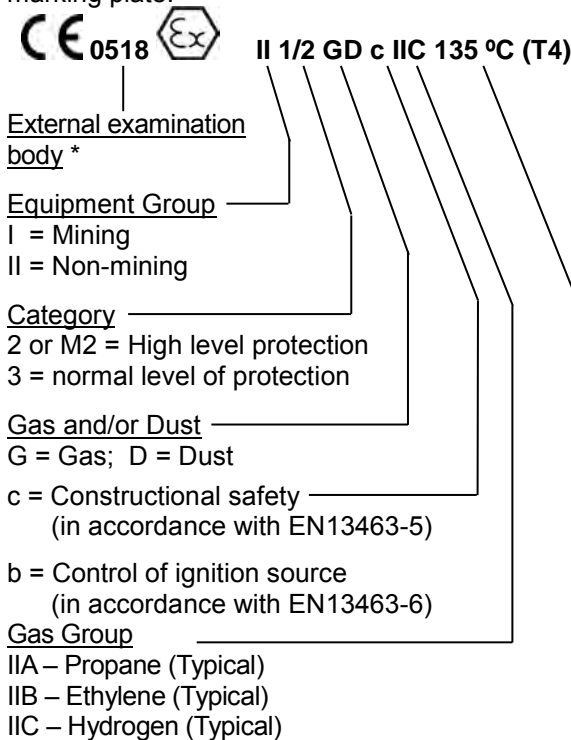 CE 0518 Ex II 1/2 GD c IIC 135 ºC (T4)
External examination
body *
Equipment Group
I = Mining
II = Non-mining
Category
2 or M2 = High level protection
3 = normal level of protection
Gas and/or Dust
G = Gas; D = Dust
c = Constructional safety
(in accordance with EN13463-5)
b = Control of ignition source
(in accordance with EN13463-6)
Gas Group
IIA – Propane (Typical)
IIB – Ethylene (Typical)
IIC – Hydrogen (Typical)